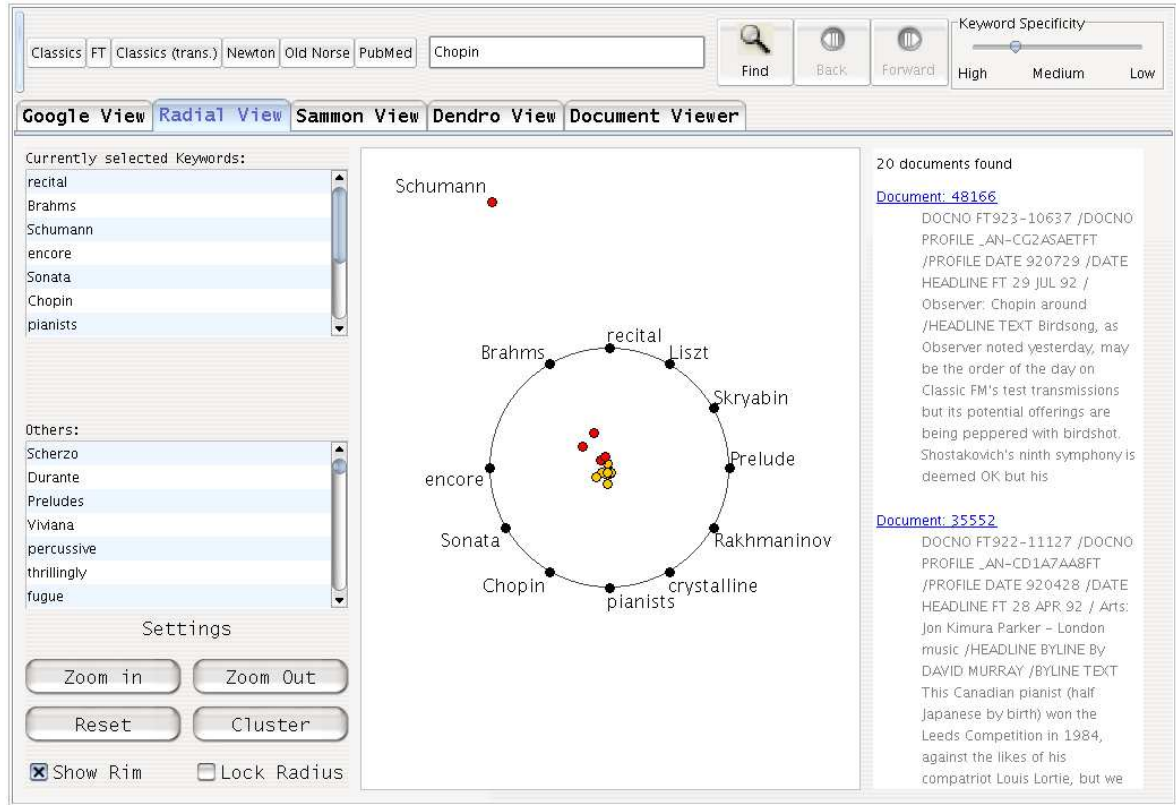 Classics FT Classics (trans.) Newton Old Norse PubMed Chopin
Find Back Forward
Keyword Specificity
High Medium Low
Google View Radial View Sammon View Dendro View Document Viewer
Currently selected Keywords:
recital
Brahms
Schumann
encore
Sonata
Chopin
pianists
Others:
Scherzo
Durante
Preludes
Viviana
percussive
thrillingly
fugue
Settings
Zoom in Zoom Out
Reset Cluster
Show Rim Lock Radius
Schumann
recital
Brahms Liszt
Skryabin
encore Prelude
Sonata Rakhmaninov
Chopin crystalline
pianists
20 documents found
Document: 48166
DOCNO FT923-10637 /DOCNO
PROFILE _AN-CG2ASAETFT
/PROFILE DATE 920729 /DATE
HEADLINE FT 29 JUL 92 /
Observer: Chopin around
/HEADLINE TEXT Birdsong, as
Observer noted yesterday, may
be the order of the day on
Classic FM's test transmissions
but its potential offerings are
being peppered with birdshot.
Shostakovich's ninth symphony is
deemed OK but his
Document: 35552
DOCNO FT922-11127 /DOCNO
PROFILE _AN-CD1A7AA8FT
/PROFILE DATE 920428 /DATE
HEADLINE FT 28 APR 92 / Arts:
Jon Kimura Parker - London
music /HEADLINE BYLINE By
DAVID MURRAY /BYLINE TEXT
This Canadian pianist (half
Japanese by birth) won the
Leeds Competition in 1984,
against the likes of his
compatriot Louis Lortie, but we